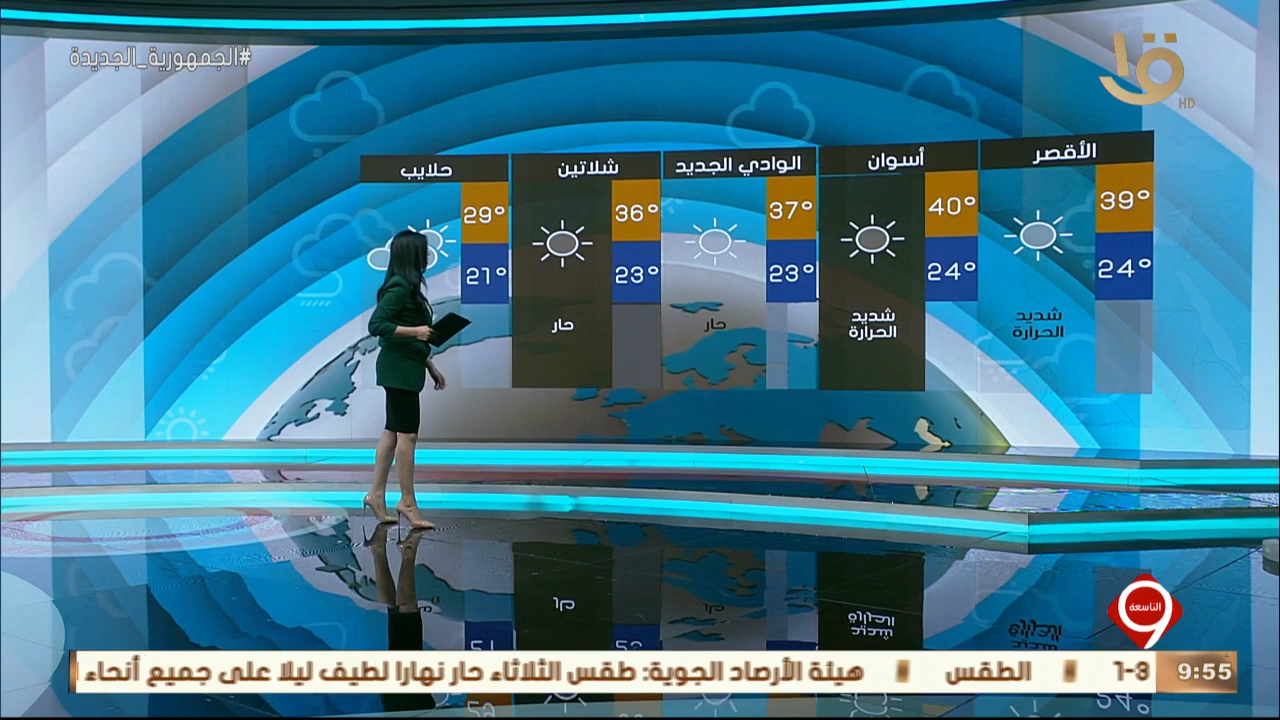 #الجمهورية_الجديدة
HD
الأقصر
39°
24°
شديد
الحرارة
أسوان
40°
24°
شديد
الحرارة
الوادي الجديد
37°
23°
حار
شلاتين
36°
23°
حار
حلايب
29°
21°
التاسعة
9
9:55
1-3 الطقس هيئة الأرصاد الجوية: طقس الثلاثاء حار نهارا لطيف ليلا على جميع أنحاء